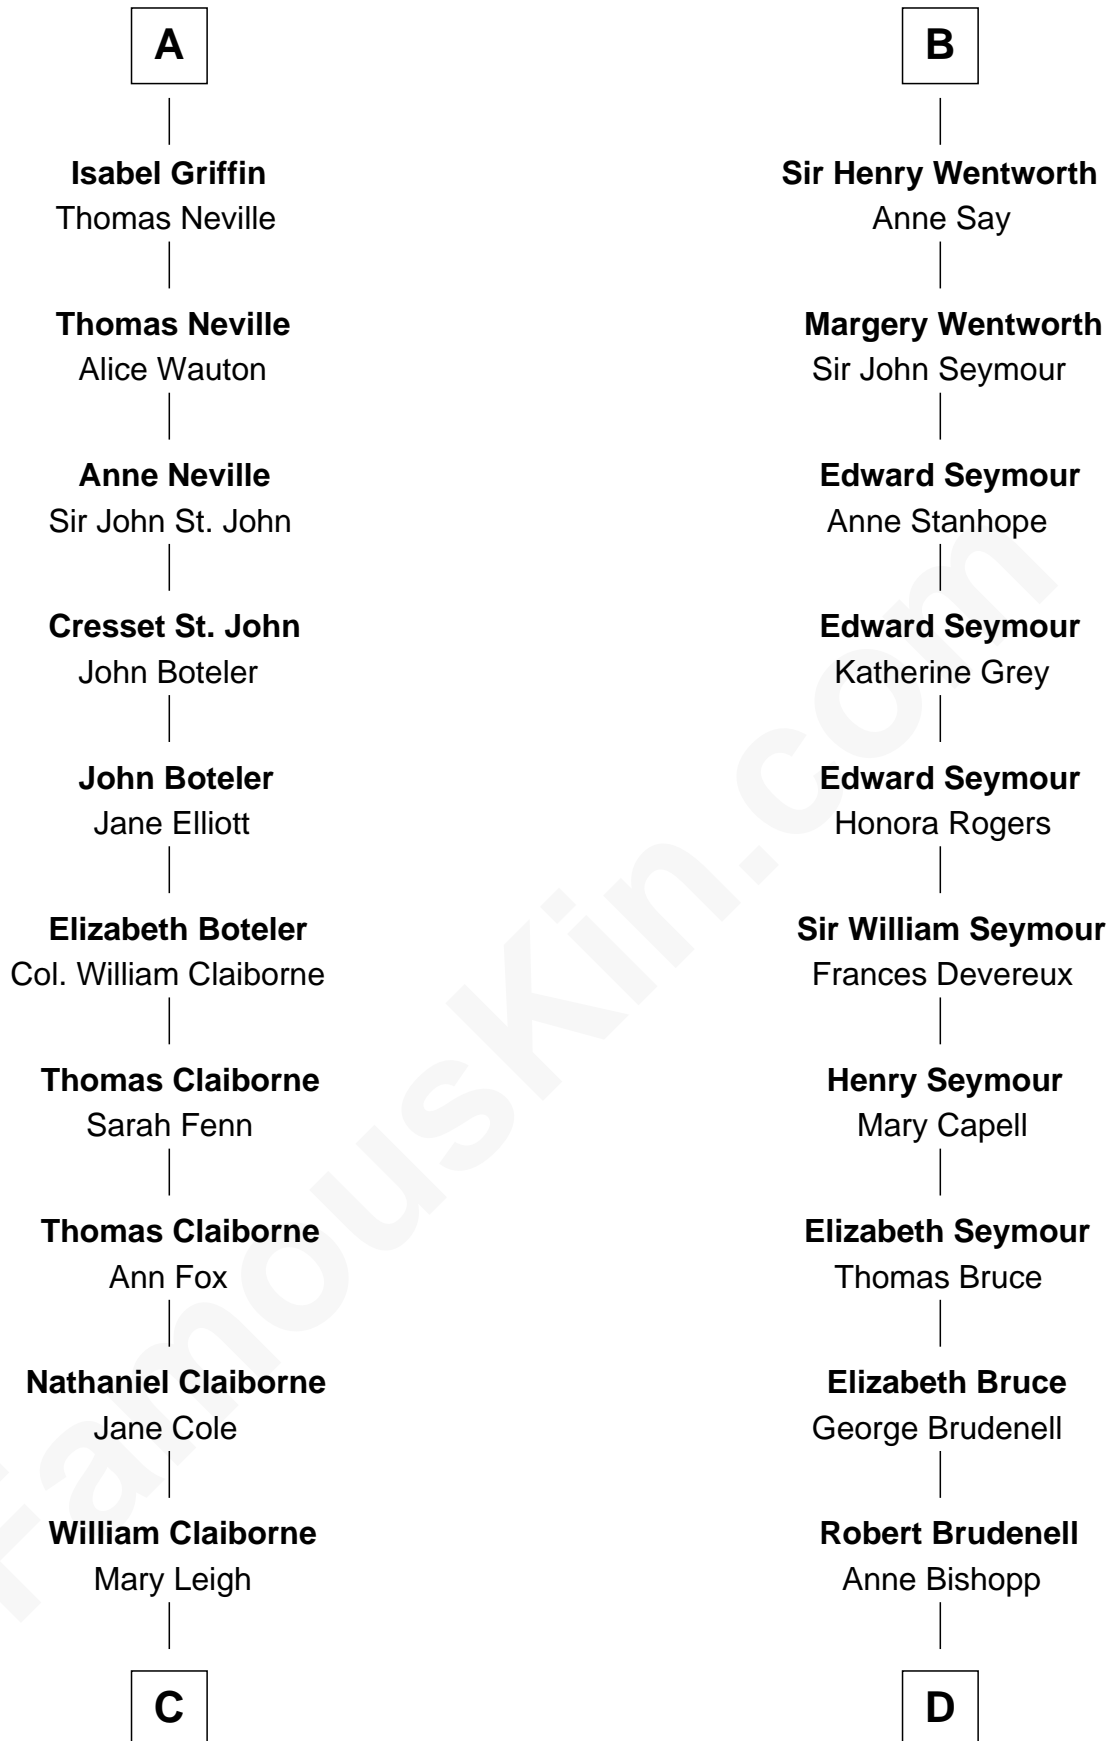 A
Isabel Griffin
Thomas Neville
Thomas Neville
Alice Wauton
Anne Neville
Sir John St. John
Cresset St. John
John Boteler
John Boteler
Jane Elliott
Elizabeth Boteler
Col. William Claiborne
Thomas Claiborne
Sarah Fenn
Thomas Claiborne
Ann Fox
Nathaniel Claiborne
Jane Cole
William Claiborne
Mary Leigh
C
B
Sir Henry Wentworth
Anne Say
Margery Wentworth
Sir John Seymour
Edward Seymour
Anne Stanhope
Edward Seymour
Katherine Grey
Edward Seymour
Honora Rogers
Sir William Seymour
Frances Devereux
Henry Seymour
Mary Capell
Elizabeth Seymour
Thomas Bruce
Elizabeth Bruce
George Brudenell
Robert Brudenell
Anne Bishopp
D
FamousKin.com